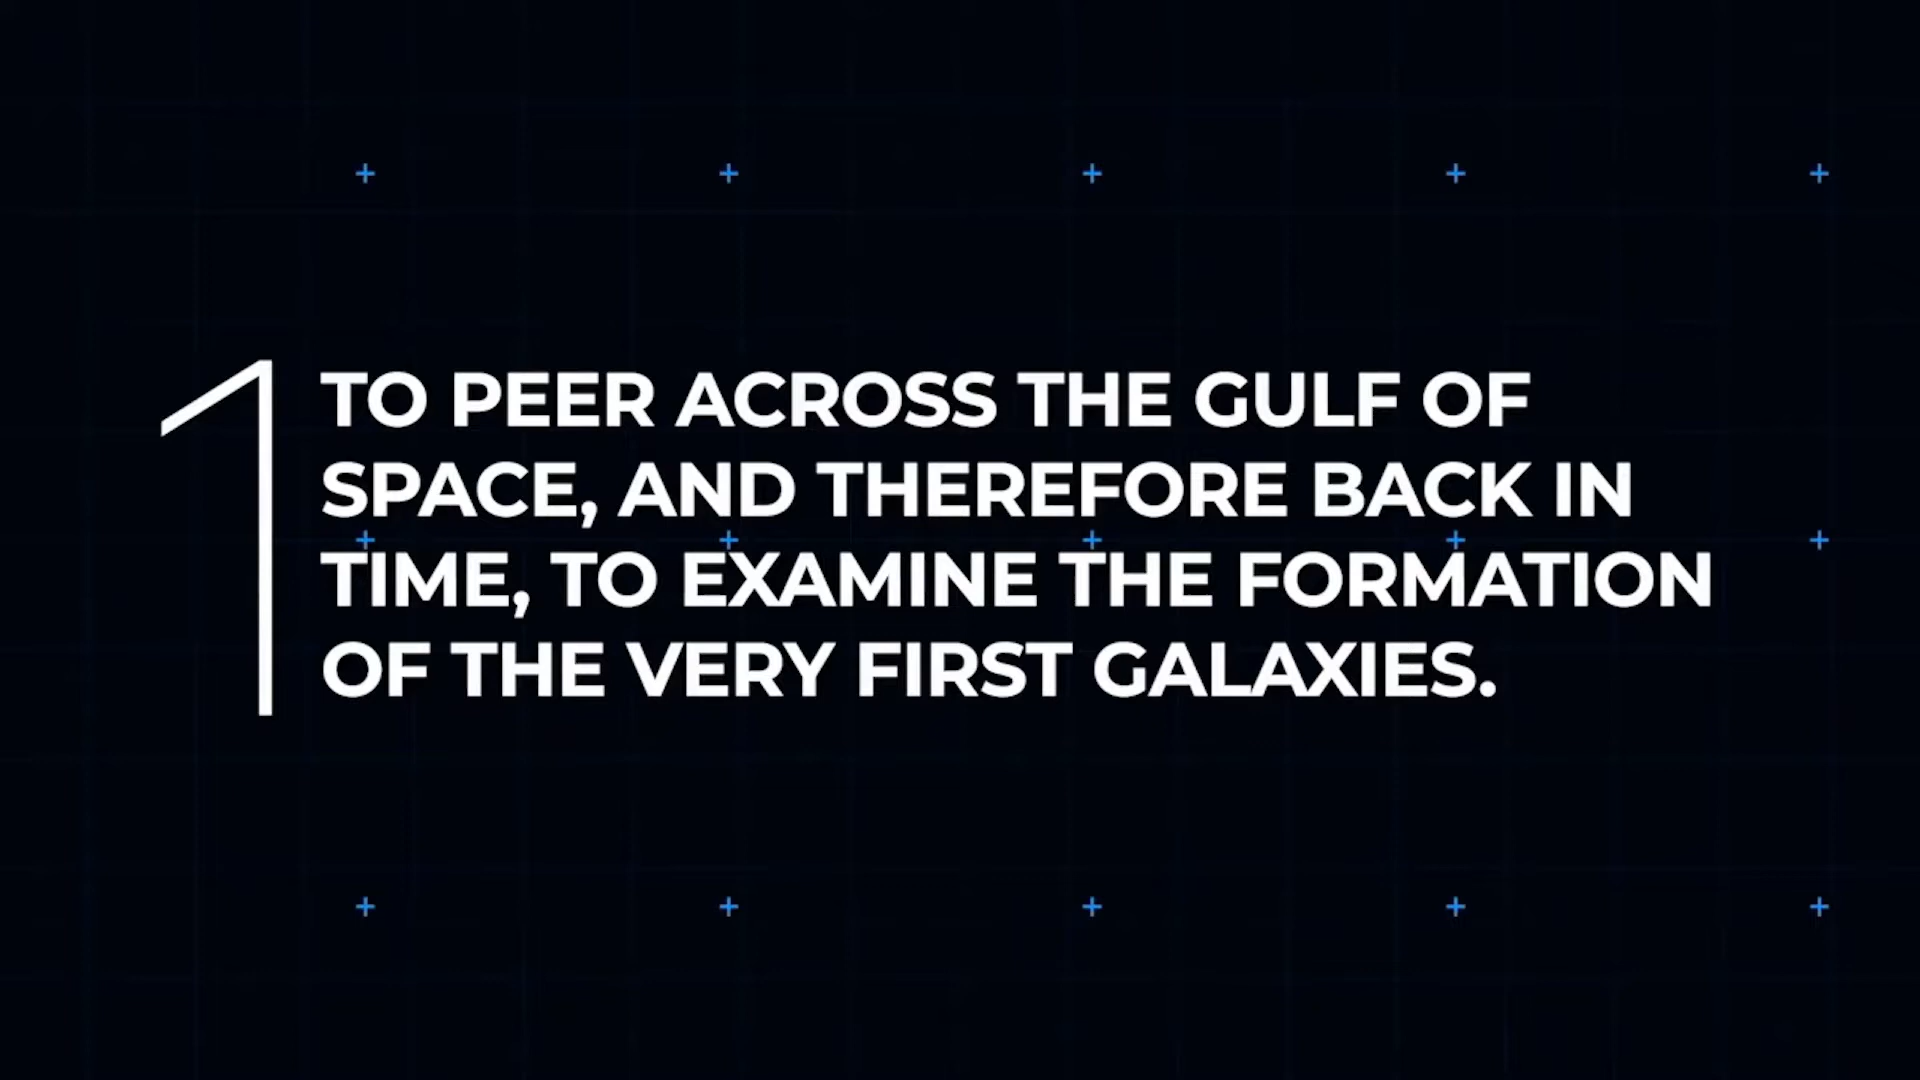 1
TO PEER ACROSS THE GULF OF
SPACE, AND THEREFORE BACK IN
TIME, TO EXAMINE THE FORMATION
OF THE VERY FIRST GALAXIES.